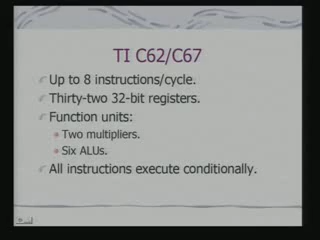 TI C62/C67
Up to 8 instructions/cycle.
Thirty-two 32-bit registers.
Function units:
Two multipliers.
Six ALUs.
All instructions execute conditionally.